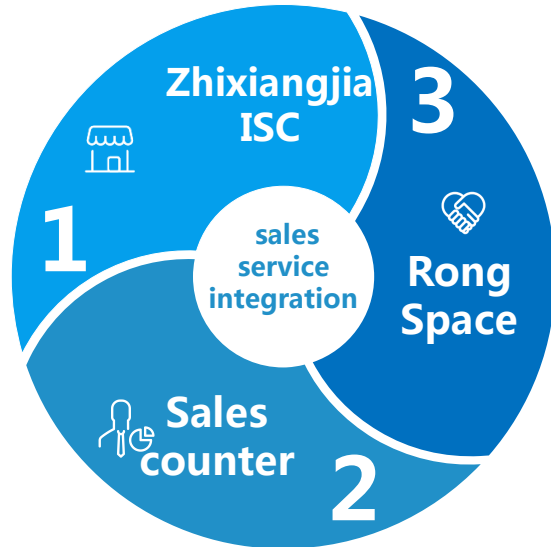 1
Zhixiangjia
ISC
2
Sales
counter
3
Rong
Space
sales
service
integration